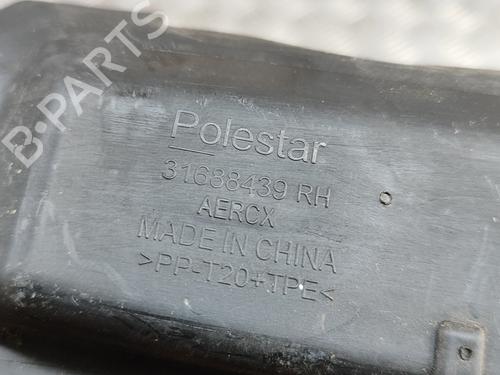 B-PARTS
Polestar
31688439 RH
AERCX
MADE IN CHINA
>PP-T20+TPE<